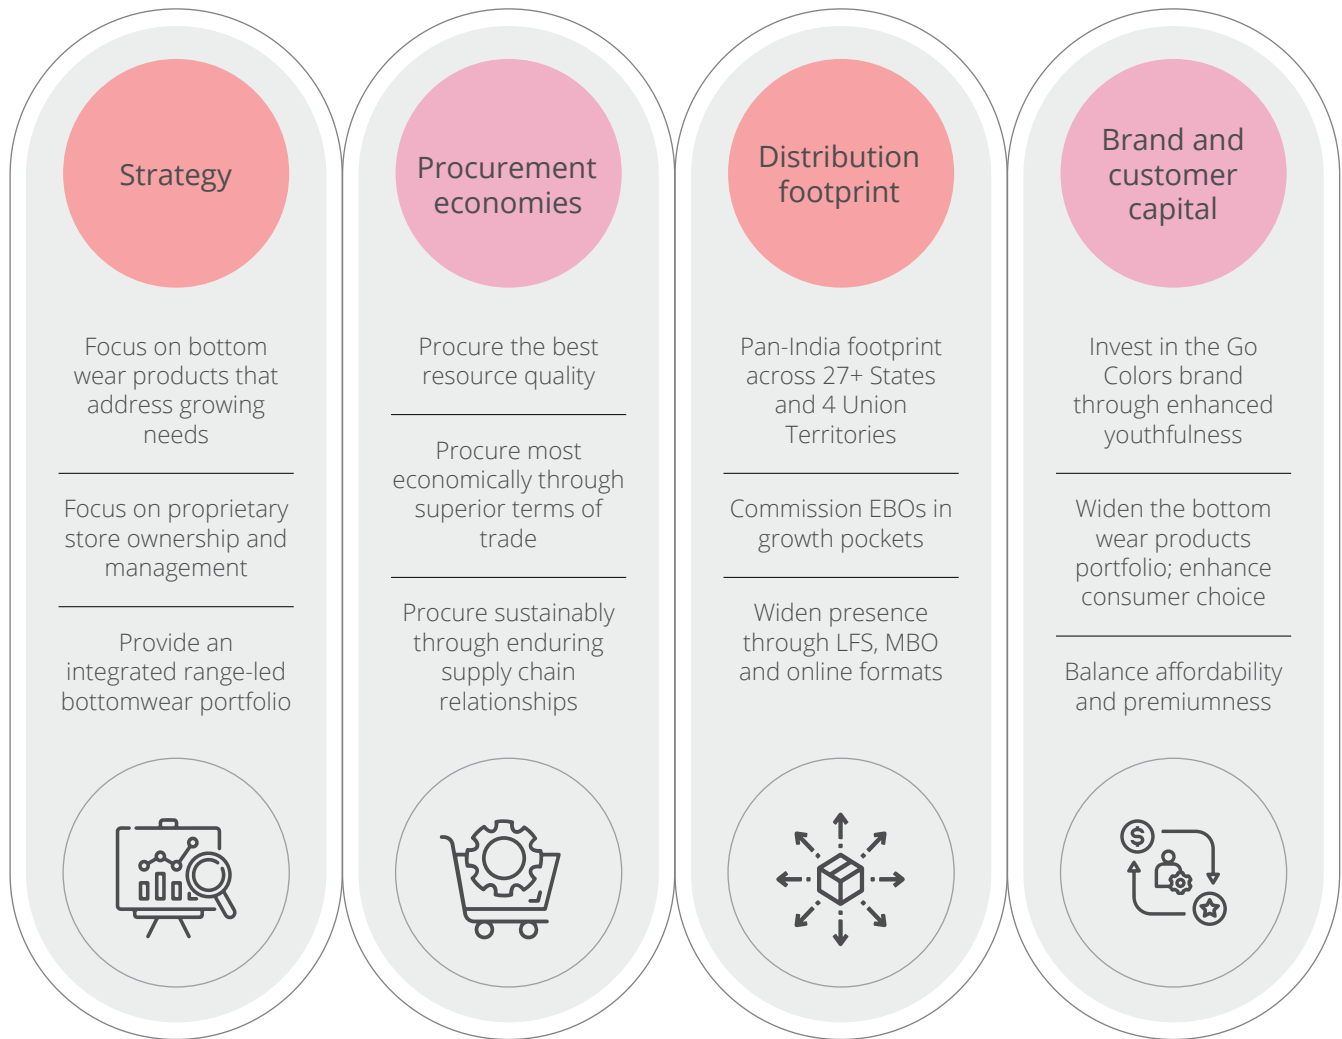 Strategy
Focus on bottom
wear products that
address growing
needs
Focus on proprietary
store ownership and
management
Provide an
integrated range-led
bottomwear portfolio
Procurement
economies
Procure the best
resource quality
Procure most
economically through
superior terms of
trade
Procure sustainably
through enduring
supply chain
relationships
Distribution
footprint
Pan-India footprint
across 27+ States
and 4 Union
Territories
Commission EBOs in
growth pockets
Widen presence
through LFS, MBO
and online formats
Brand and
customer
capital
Invest in the Go
Colors brand
through enhanced
youthfulness
Widen the bottom
wear products
portfolio; enhance
consumer choice
Balance affordability
and premiumness
$